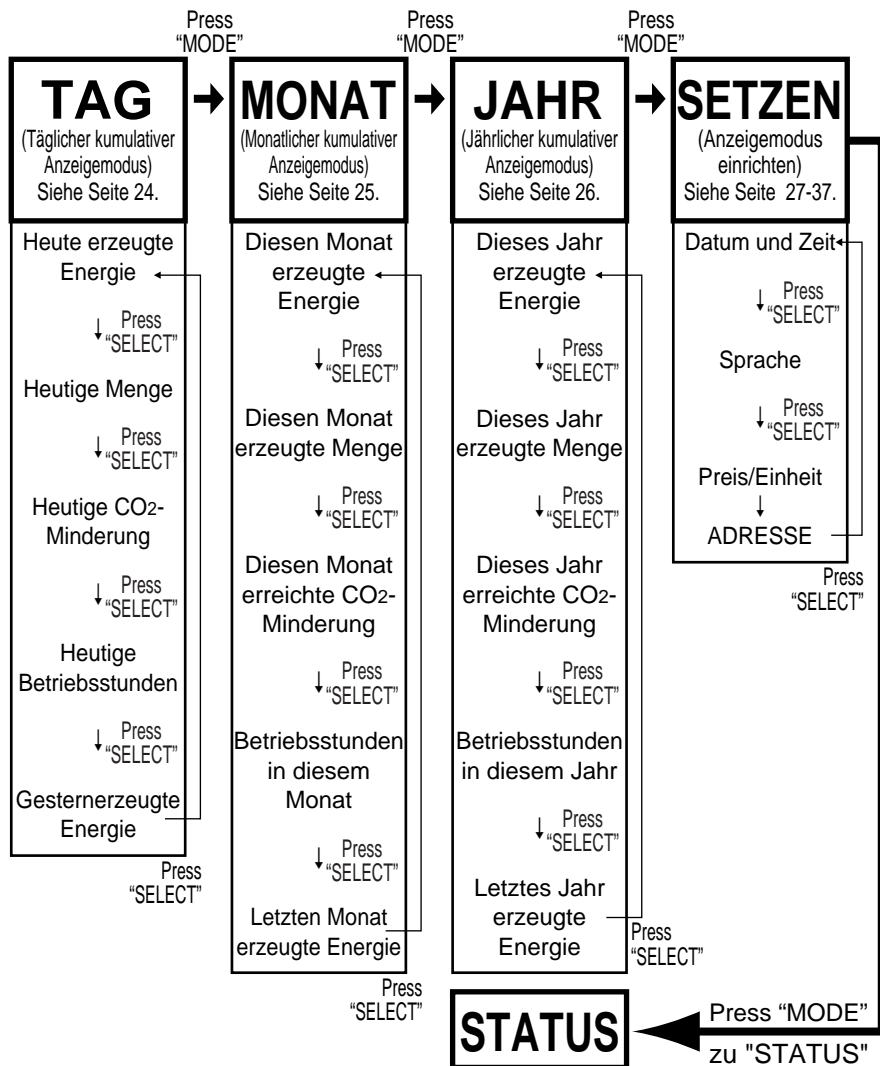 Press
“MODE”
Press
“MODE”
Press
“MODE”
TAG
(Täglicher kumulativer
Anzeigemodus)
Siehe Seite 24.
MONAT
(Monatlicher kumulativer
Anzeigemodus)
Siehe Seite 25.
JAHR
(Jährlicher kumulativer
Anzeigemodus)
Siehe Seite 26.
SETZEN
(Anzeigemodus
einrichten)
Siehe Seite 27-37.
Heute erzeugte
Energie
Press
“SELECT”
Heutige Menge
Press
“SELECT”
Heutige CO2-
Minderung
Press
“SELECT”
Heutige
Betriebsstunden
Press
“SELECT”
Gesternerzeugte
Energie
Press
“SELECT”
Diesen Monat
erzeugte
Energie
Press
“SELECT”
Diesen Monat
erzeugte Menge
Press
“SELECT”
Diesen Monat
erreichte CO2-
Minderung
Press
“SELECT”
Betriebsstunden
in diesem
Monat
Press
“SELECT”
Letzten Monat
erzeugte Energie
Press
“SELECT”
Dieses Jahr
erzeugte
Energie
Press
“SELECT”
Dieses Jahr
erzeugte Menge
Press
“SELECT”
Dieses Jahr
erreichte CO2-
Minderung
Press
“SELECT”
Betriebsstunden
in diesem Jahr
Press
“SELECT”
Letztes Jahr
erzeugte
Energie
Press
“SELECT”
Datum und Zeit
Press
“SELECT”
Sprache
Press
“SELECT”
Preis/Einheit
ADRESSE
Press
“SELECT”
STATUS
Press “MODE”
zu "STATUS"